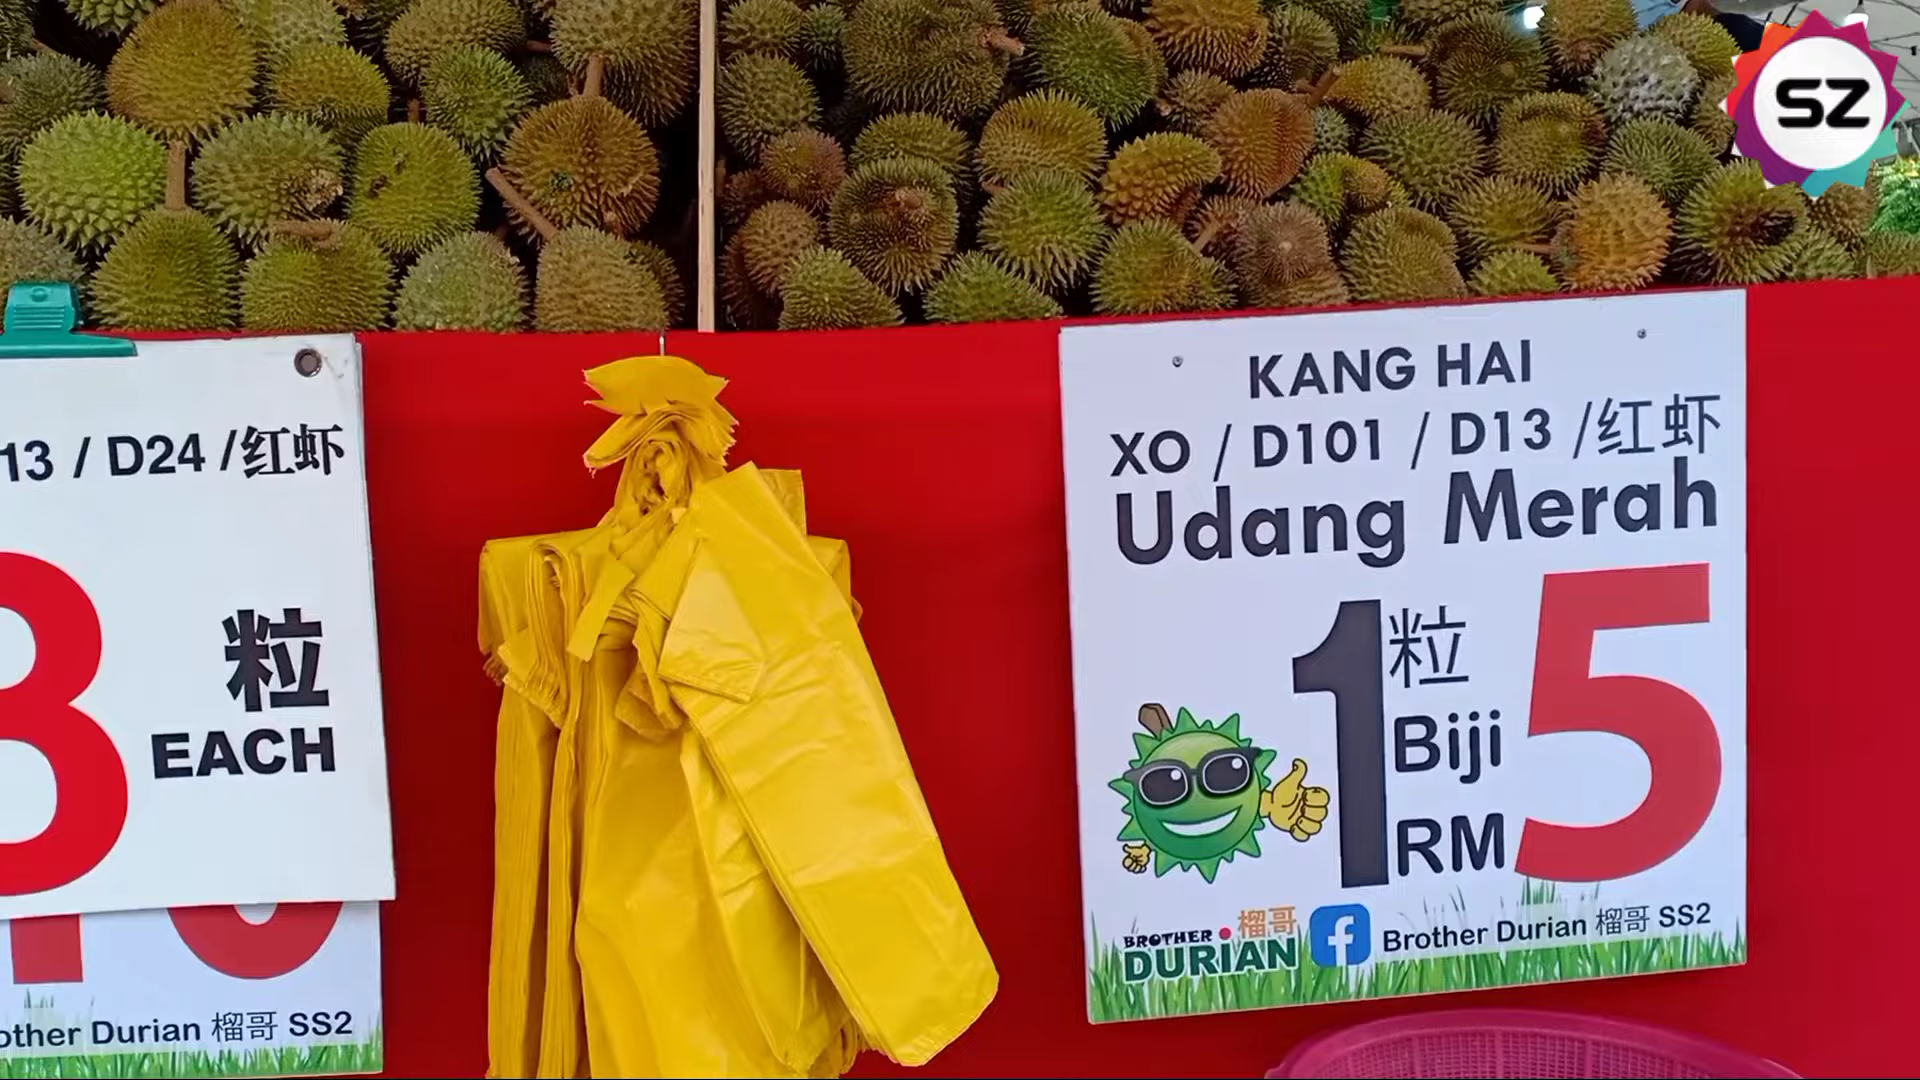 SZ
13 / D24 /红虾
粒
EACH
other Durian 榴哥 SS2
KANG HAI
XO / D101 / D13 /红虾
Udang Merah
1粒 5
Biji
RM
BROTHER 榴哥
DURIAN
Brother Durian 榴哥 SS2